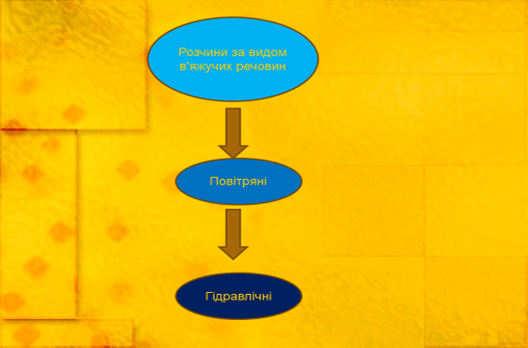 Розчини за видом
в'яжучих речовин
Повітряні
Гідравлічні